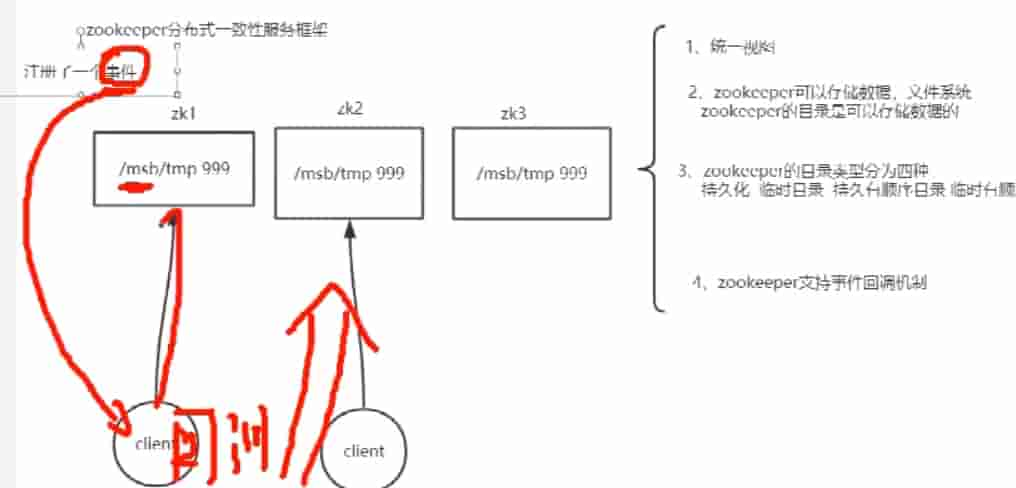 zookeeper分布式一致性服务框架
注册了一个事件
zk1
zk2
zk3
/msb/tmp 999
/msb/tmp 999
/msb/tmp 999
1、统一视图
2、zookeeper可以存储数据，文件系统
zookeeper的目录是可以存储数据的
3、zookeeper的目录类型分为四种
持久化 临时目录 持久有顺序目录 临时有顺
4、zookeeper支持事件回调机制
client
回调
client